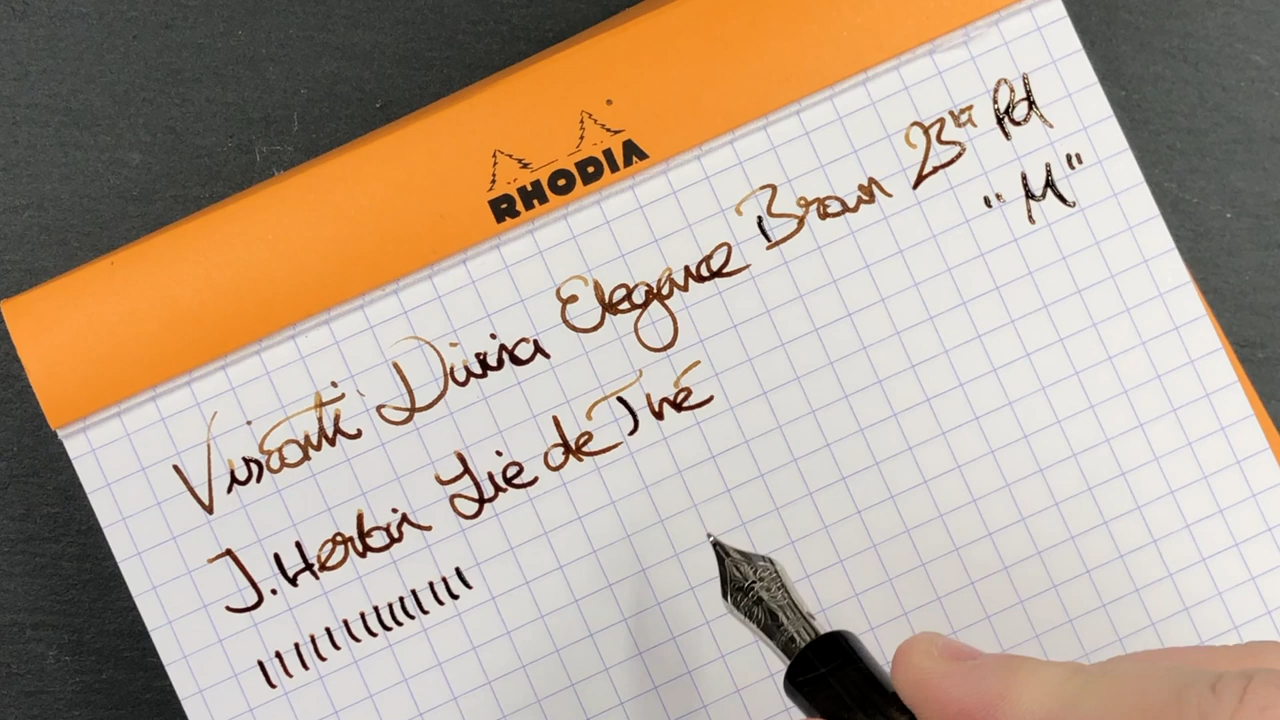 RHODIA
Visconti Divina Elegance Brown 23kt Pd
"M"
J. Herbin Lie de Thé